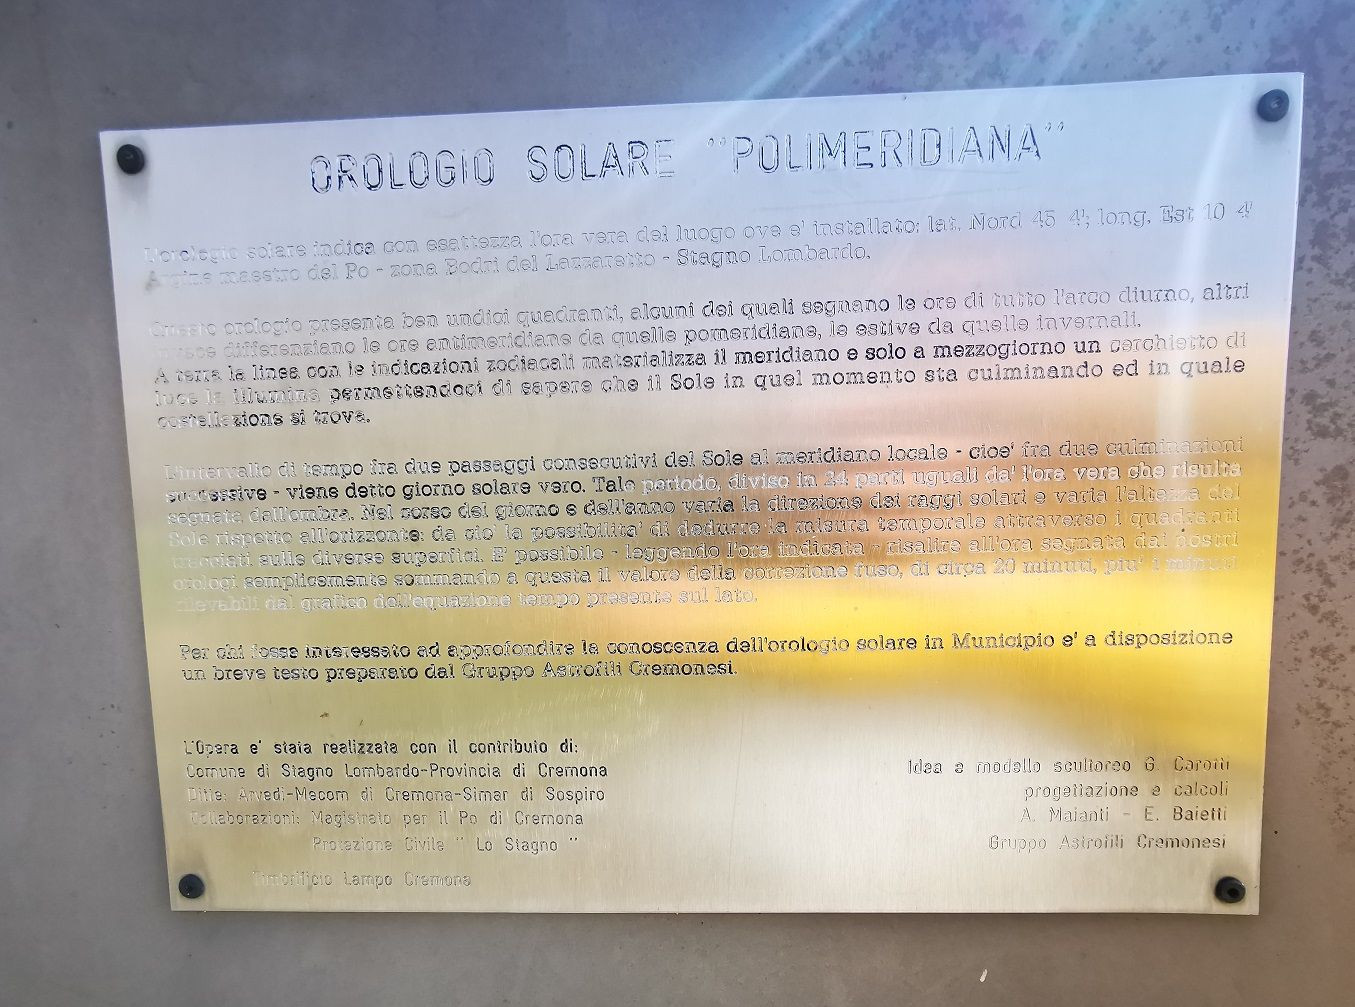 OROLOGIO SOLARE "POLIMERIDIANA"
L'orologio solare indica con esattezza l'ora vera del luogo ove e' installato: lat. Nord 45 4'; long. Est 10 4'
Argine maestro del Po - zona Bodri del Lazzaretto - Stagno Lombardo.
Questo orologio presenta ben undici quadranti, alcuni dei quali segnano le ore di tutto l'arco diurno, altri
invece differenziano le ore antimeridiane da quelle pomeridiane, le estive da quelle invernali.
A terra la linea con le indicazioni zodiacali materializza il meridiano e solo a mezzogiorno un cerchietto di
luce la illumina permettendoci di sapere che il Sole in quel momento sta culminando ed in quale
costellazione si trova.
L'intervallo di tempo fra due passaggi consecutivi del Sole al meridiano locale - cioe' fra due culminazioni
successive - viene detto giorno solare vero. Tale periodo, diviso in 24 parti uguali da' l'ora vera che risulta
segnata dall'ombra. Nel corso del giorno e dell'anno varia la direzione dei raggi solari e varia l'altezza del
Sole rispetto all'orizzonte: da cio' la possibilita' di dedurre la misura temporale attraverso i quadranti
tracciati sulle diverse superfici. E' possibile - leggendo l'ora indicata - risalire all'ora segnata dai nostri
orologi semplicemente sommando a questa il valore della correzione fuso, di circa 20 minuti, piu' i minuti
rilevabili dal grafico dell'equazione tempo presente sul lato.
Per chi fosse interessato ad approfondire la conoscenza dell'orologio solare in Municipio e' a disposizione
un breve testo preparato dal Gruppo Astrofili Cremonesi.
L'Opera e' stata realizzata con il contributo di:
Comune di Stagno Lombardo-Provincia di Cremona
Ditte: Arvedi-Mecom di Cremona-Simar di Sospiro
Collaborazioni: Magistrato per il Po di Cremona
Protezione Civile " Lo Stagno "
Timbrificio Lampo Cremona
Idea e modello scultoreo G. Carotti
progettazione e calcoli
A. Maianti - E. Baietti
Gruppo Astrofili Cremonesi